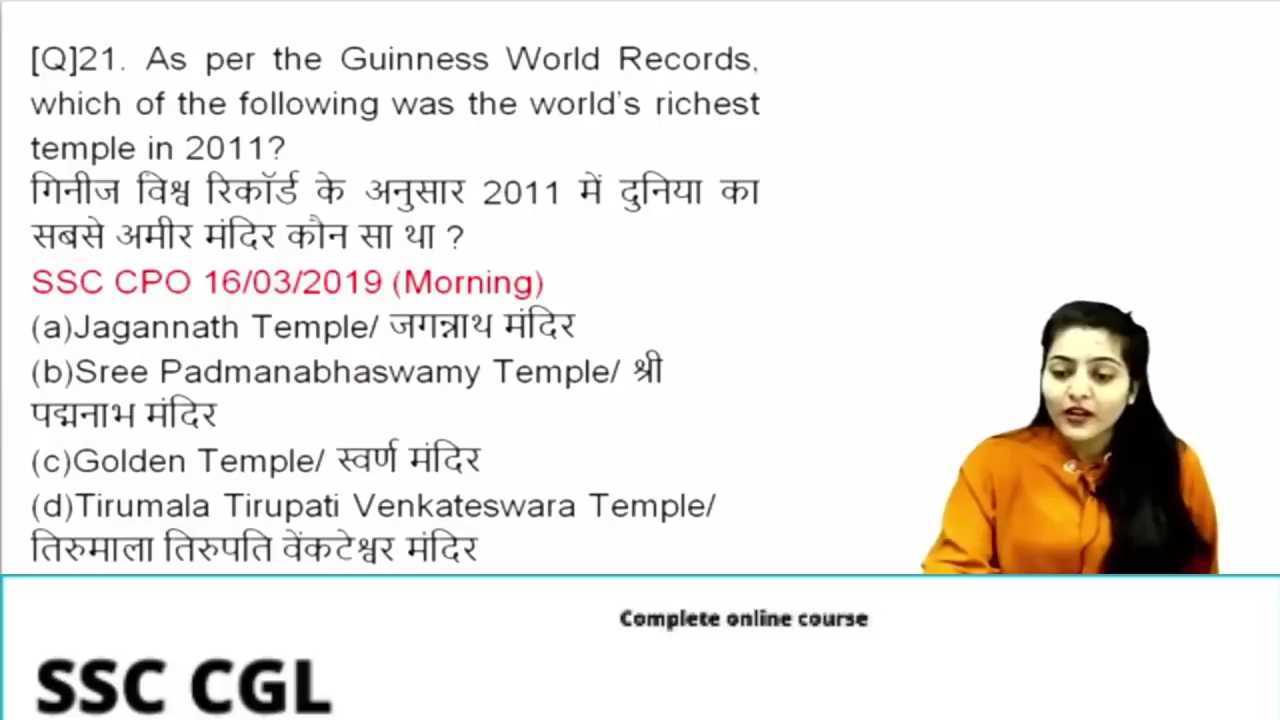 [Q]21. As per the Guinness World Records,
which of the following was the world's richest
temple in 2011?
गिनीज विश्व रिकॉर्ड के अनुसार 2011 में दुनिया का
सबसे अमीर मंदिर कौन सा था ?
SSC CPO 16/03/2019 (Morning)
(a)Jagannath Temple/ जगन्नाथ मंदिर
(b)Sree Padmanabhaswamy Temple/ श्री
पद्मनाभ मंदिर
(c)Golden Temple/ स्वर्ण मंदिर
(d)Tirumala Tirupati Venkateswara Temple/
तिरुमाला तिरुपति वेंकटेश्वर मंदिर
Complete online course
SSC CGL